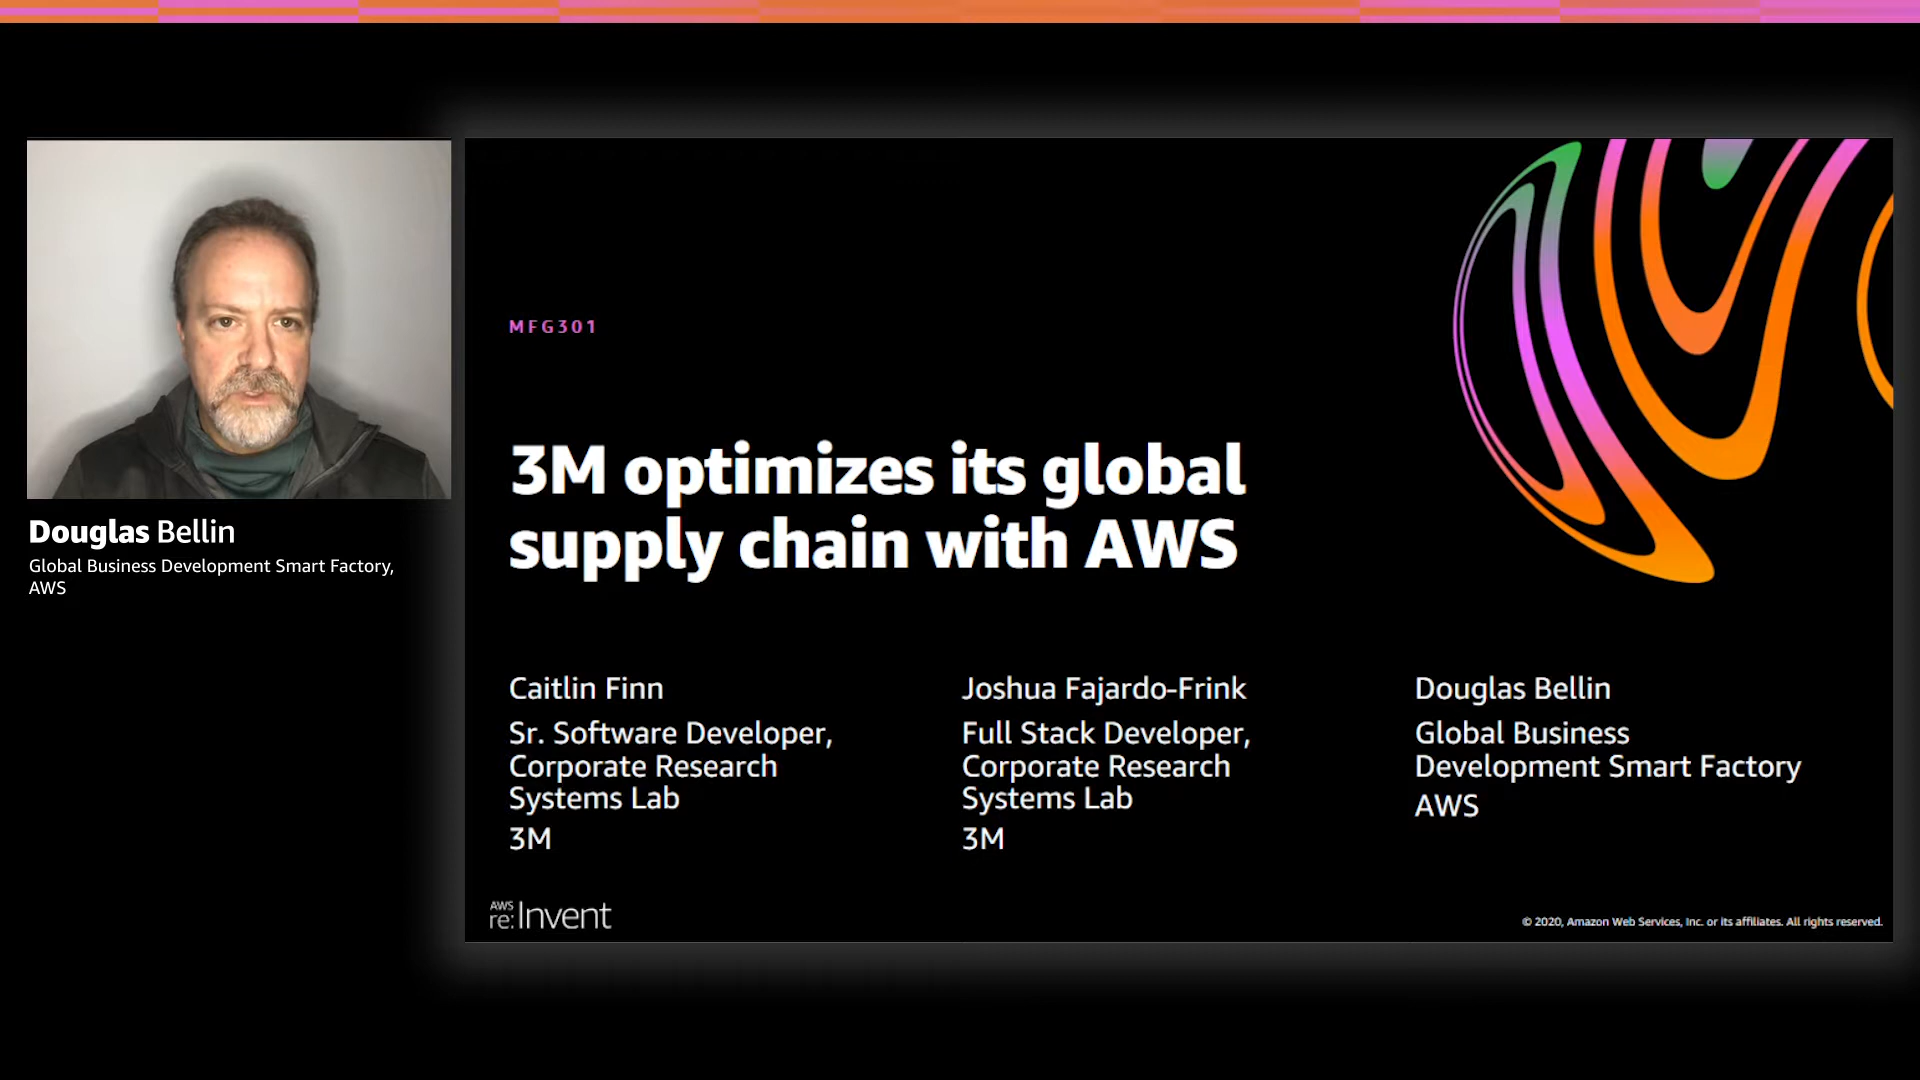 Douglas Bellin
Global Business Development Smart Factory,
AWS
MFG301
3M optimizes its global
supply chain with AWS
Caitlin Finn
Sr. Software Developer,
Corporate Research
Systems Lab
3M
Joshua Fajardo-Frink
Full Stack Developer,
Corporate Research
Systems Lab
3M
Douglas Bellin
Global Business
Development Smart Factory
AWS
AWS
re:Invent
© 2020, Amazon Web Services, Inc. or its affiliates. All rights reserved.